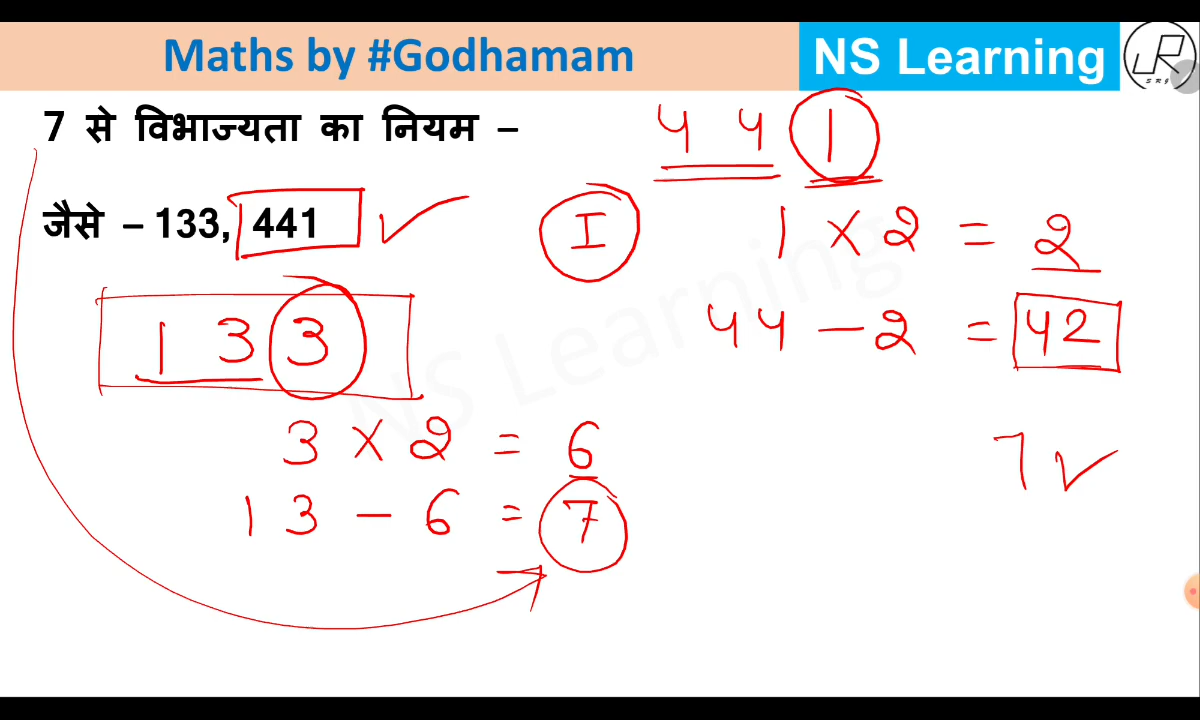 Maths by #Godhamam
NS Learning
SRJ
7 से विभाज्यता का नियम –
जैसे – 133, 441
133
3 × 2 = 6
13 – 6 = 7
441
I
1 × 2 = 2
44 – 2 = 42
7 ✓
NS Learning